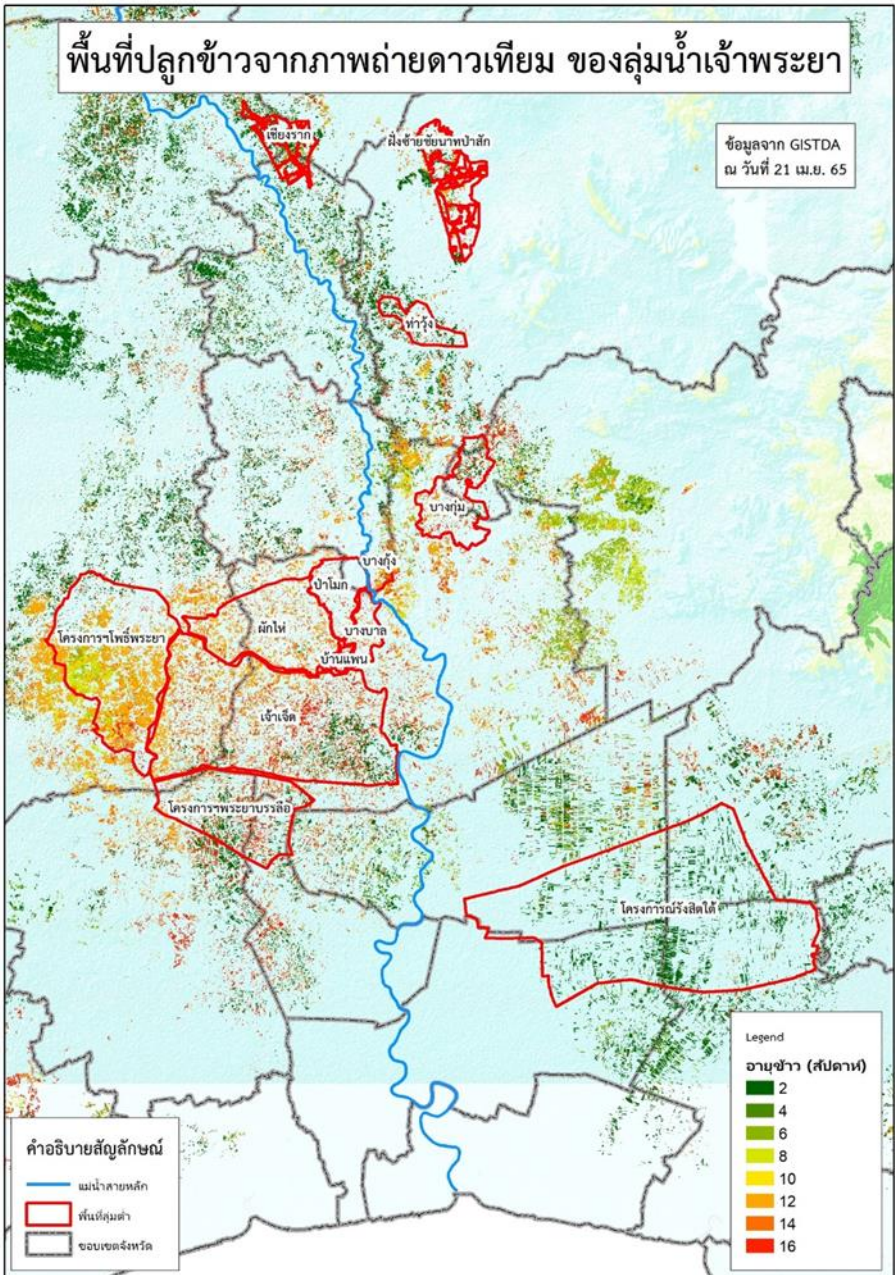 พื้นที่ปลูกข้าวจากภาพถ่ายดาวเทียม ของลุ่มน้ำเจ้าพระยา
ข้อมูลจาก GISTDA
ณ วันที่ 21 เม.ย. 65
เชียงราก
ฝั่งซ้ายชัยนาทป่าสัก
ท่าวุ้ง
บางกุ่ม
บางกุ้ง
ป่าโมก
ผักไห่
บางบาล
โครงการฯโพธิ์พระยา
บ้านแพน
เจ้าเจ็ด
โครงการฯพระยาบรรลือ
โครงการณ์รังสิตใต้
Legend
อายุข้าว (สัปดาห์)
2
4
6
8
10
12
14
16
คำอธิบายสัญลักษณ์
แม่น้ำสายหลัก
พื้นที่ลุ่มต่ำ
ขอบเขตจังหวัด